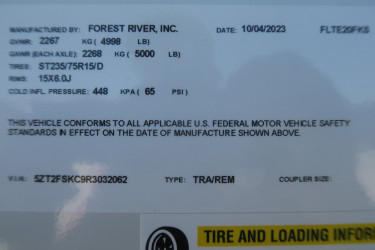 MANUFACTURED BY: FOREST RIVER, INC. DATE: 10/04/2023 FLTE20FKS
GVWR: 2267 KG ( 4998 LB)
GAWR (EACH AXLE): 2268 KG ( 5000 LB)
TIRES: ST235/75R15/D
RIMS: 15X6.0J
COLD INFL. PRESSURE: 448 KPA ( 65 PSI )
THIS VEHICLE CONFORMS TO ALL APPLICABLE U.S. FEDERAL MOTOR VEHICLE SAFETY
STANDARDS IN EFFECT ON THE DATE OF MANUFACTURE SHOWN ABOVE.
V.I.N.: 5ZT2FSKC9R3032062 TYPE: TRA/REM COUPLER SIZE:
TIRE AND LOADING INFOR